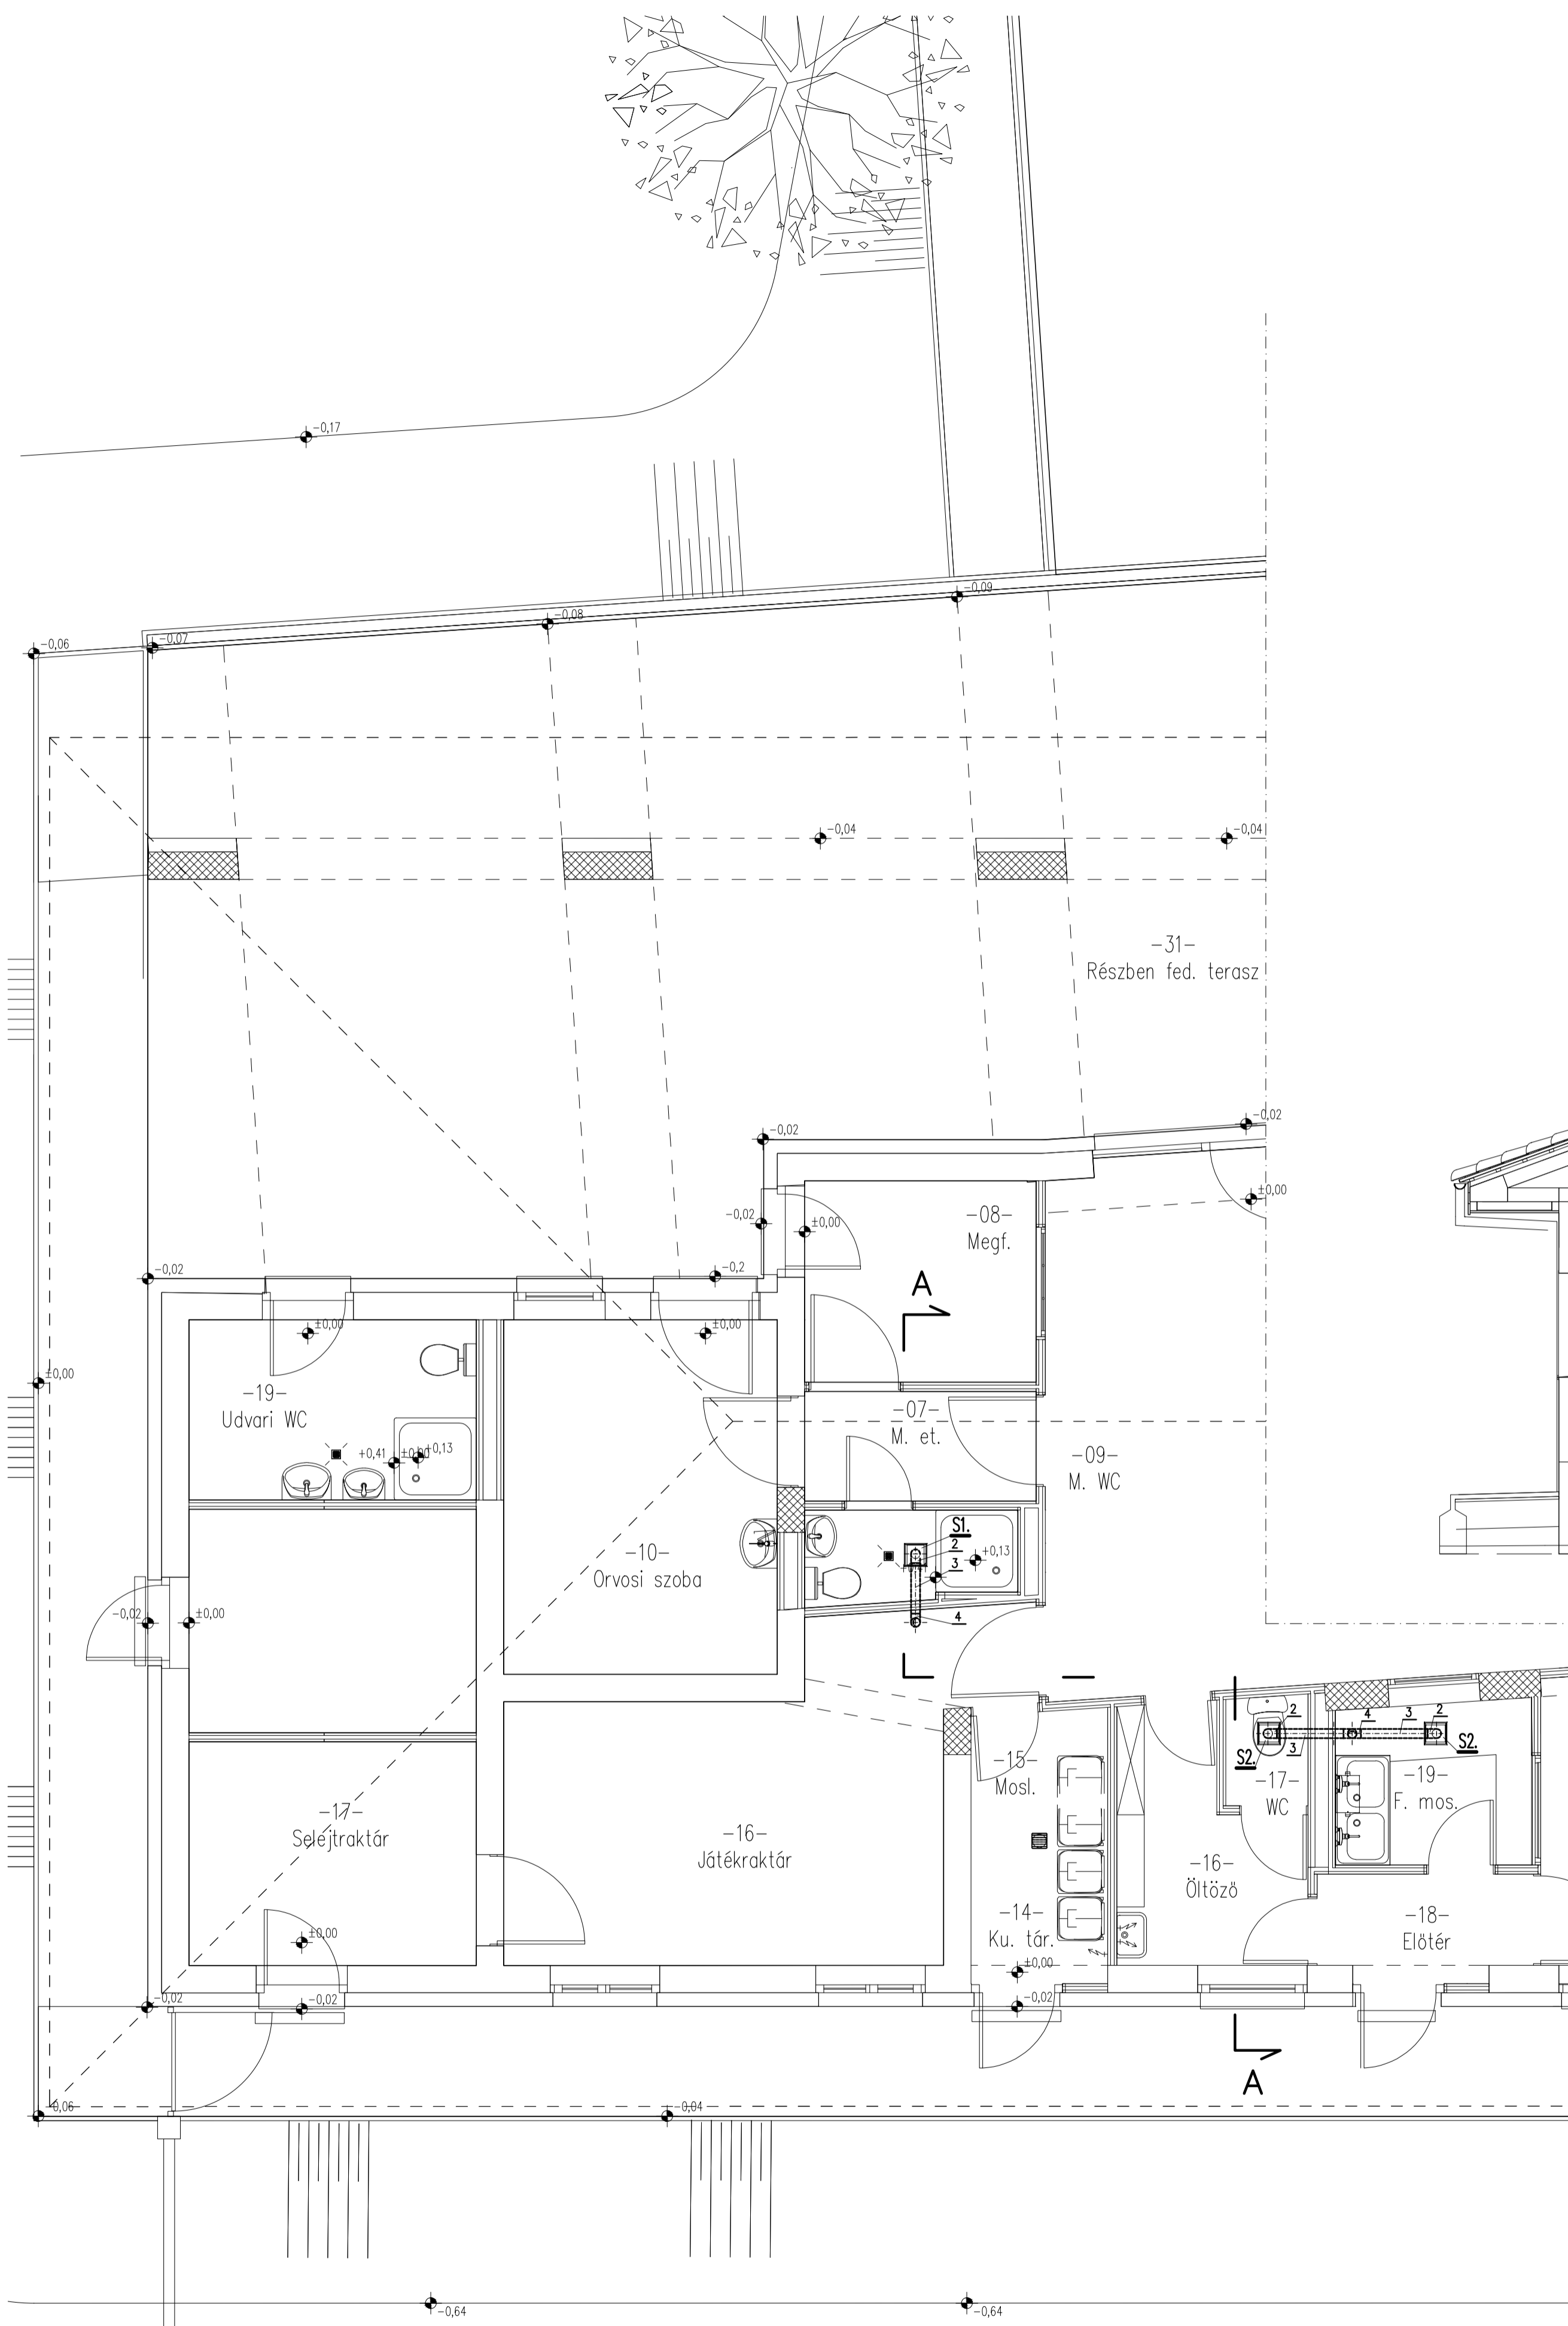 -0,17
-0,09
-0,08
-0,07
-0,06
-0,04
-0,04
-31-
Részben fed. terasz
-0,02
-0,02
±0,00
-08-
Megf.
-0,02
±0,00
-0,02
-0,2
A
±0,00
±0,00
±0,00
-19-
Udvari WC
-07-
M. et.
+0,41
±0,00
+0,13
-09-
M. WC
S1.
2
3
+0,13
-10-
Orvosi szoba
-0,02
±0,00
4
2
4
3
2
S2.
3
S2.
-15-
Mosl.
-17-
WC
-19-
F. mos.
-17-
Selejtraktár
-16-
Játékraktár
-16-
Öltöző
-14-
Ku. tár.
-18-
Előtér
±0,00
±0,00
-0,02
-0,02
-0,02
A
-0,06
-0,04
-0,64
-0,64